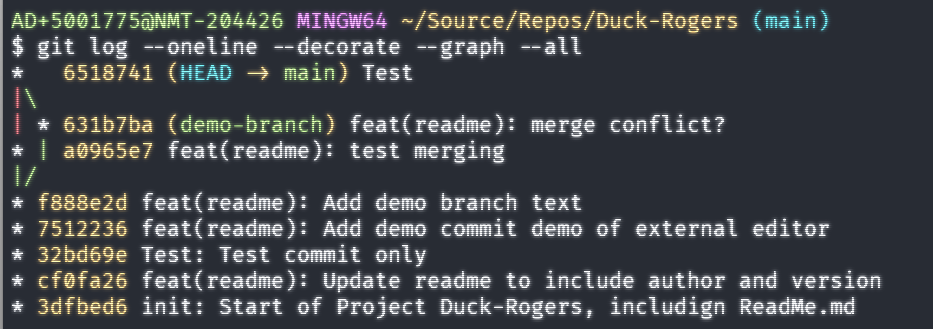 AD+5001775@NMT-204426 MINGW64 ~/Source/Repos/Duck-Rogers (main)
$ git log --oneline --decorate --graph --all
*   6518741 (HEAD -> main) Test
|\
| * 631b7ba (demo-branch) feat(readme): merge conflict?
* | a0965e7 feat(readme): test merging
|/
* f888e2d feat(readme): Add demo branch text
* 7512236 feat(readme): Add demo commit demo of external editor
* 32bd69e Test: Test commit only
* cf0fa26 feat(readme): Update readme to include author and version
* 3dfbed6 init: Start of Project Duck-Rogers, includign ReadMe.md